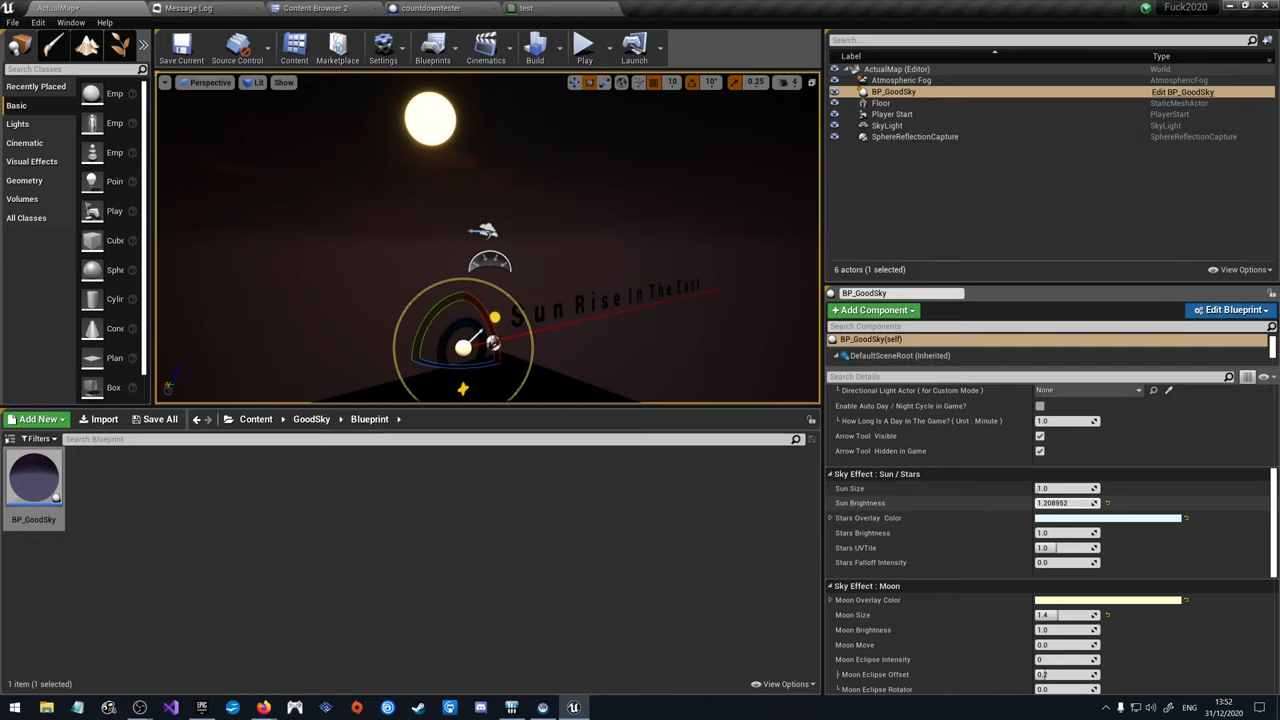 ActualMap*
Message Log
Content Browser 2
countdowntester
test
Fuck2020
File Edit Window Help
Search Classes
Recently Placed
Basic
Lights
Cinematic
Visual Effects
Geometry
Volumes
All Classes
Emp
Emp
Emp
Poin
Play
Cube
Sphe
Cylir
Cone
Plan
Box
Save Current
Source Control
Content
Marketplace
Settings
Blueprints
Cinematics
Build
Play
Launch
Perspective Lit Show
10 10° 0.25 4
Sun Rise In The East
Add New Import Save All Content GoodSky Blueprint
Filters Search Blueprint
BP_GoodSky
1 item (1 selected)
View Options
Search...
Label Type
ActualMap (Editor) World
Atmospheric Fog AtmosphericFog
BP_GoodSky Edit BP_GoodSky
Floor StaticMeshActor
Player Start PlayerStart
SkyLight SkyLight
SphereReflectionCapture SphereReflectionCapture
6 actors (1 selected) View Options
BP_GoodSky
+ Add Component Edit Blueprint
Search Components
BP_GoodSky(self)
DefaultSceneRoot (Inherited)
Search Details
Directional Light Actor ( for Custom Mode ) None
Enable Auto Day / Night Cycle in Game?
How Long Is A Day In The Game? ( Unit : Minute ) 1.0
Arrow Tool Visible
Arrow Tool Hidden in Game
Sky Effect : Sun / Stars
Sun Size 1.0
Sun Brightness 1.208952
Stars Overlay Color
Stars Brightness 1.0
Stars UVTile 1.0
Stars Falloff Intensity 0.0
Sky Effect : Moon
Moon Overlay Color
Moon Size 1.4
Moon Brightness 1.0
Moon Move 0.0
Moon Eclipse Intensity 0
Moon Eclipse Offset 0.2
Moon Eclipse Rotator 0.0
ENG
13:52
31/12/2020